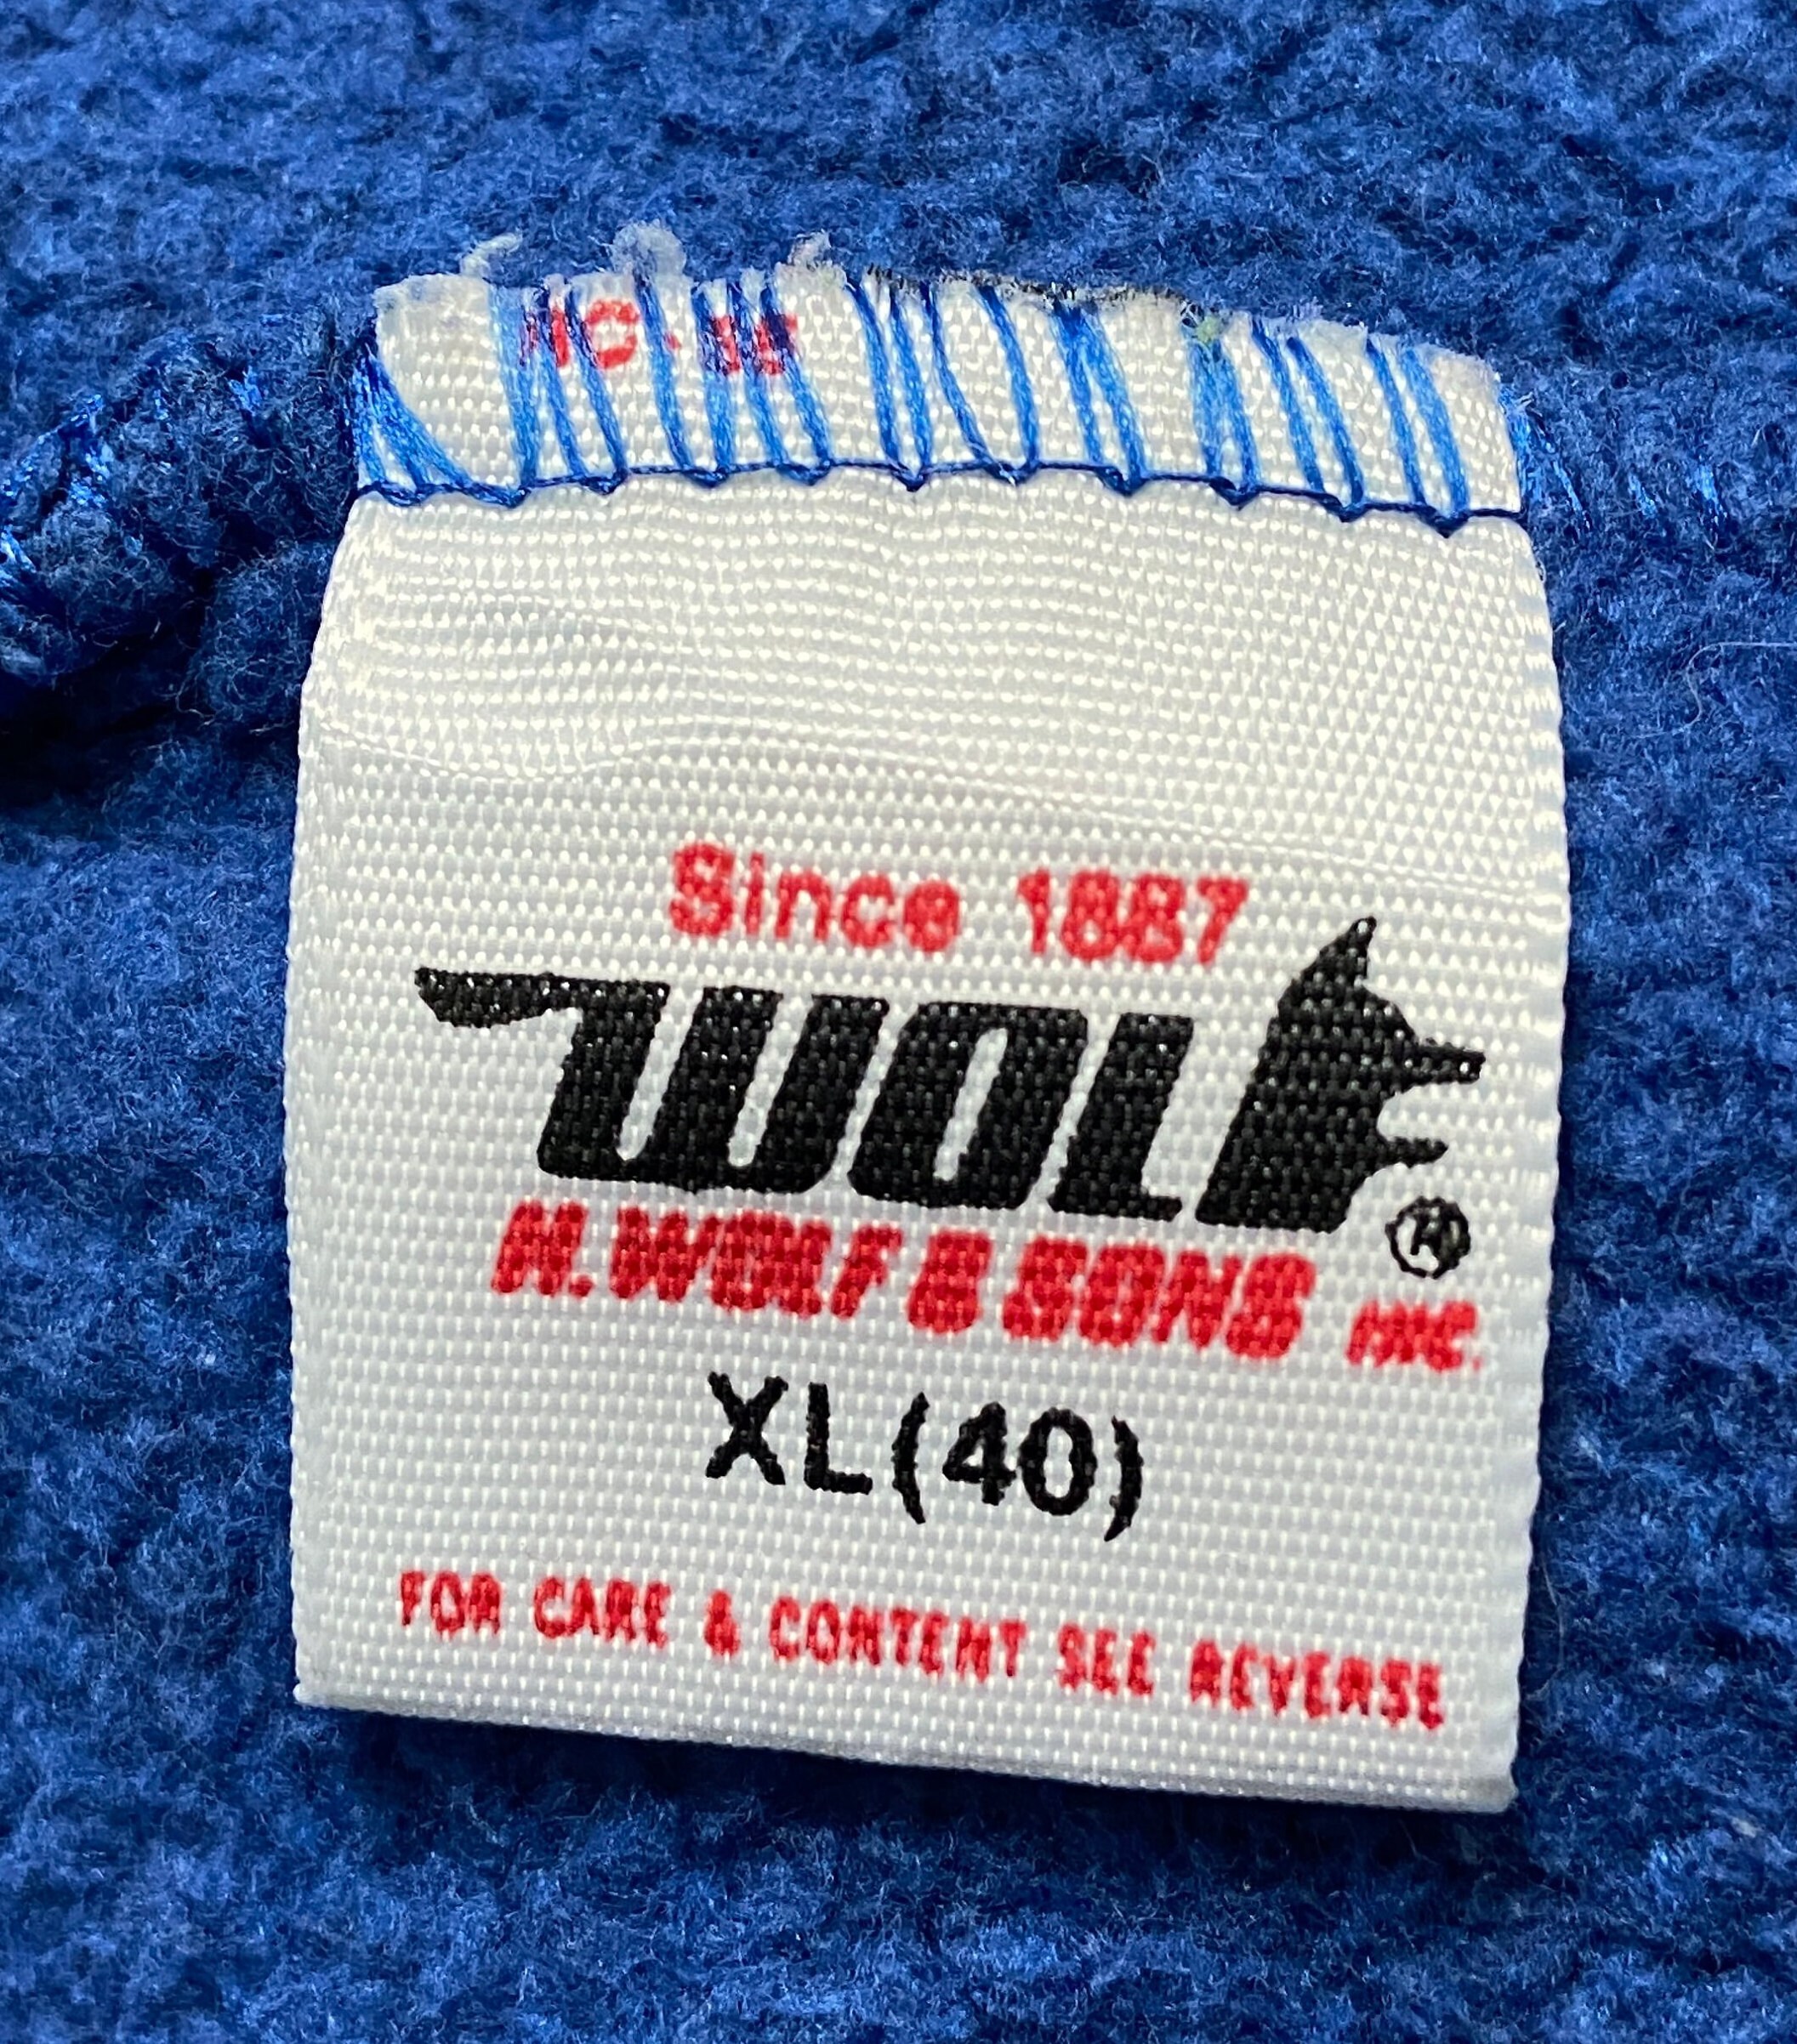 Since 1887
WOLF ®
H. WOLF & SONS INC.
XL(40)
FOR CARE & CONTENT SEE REVERSE